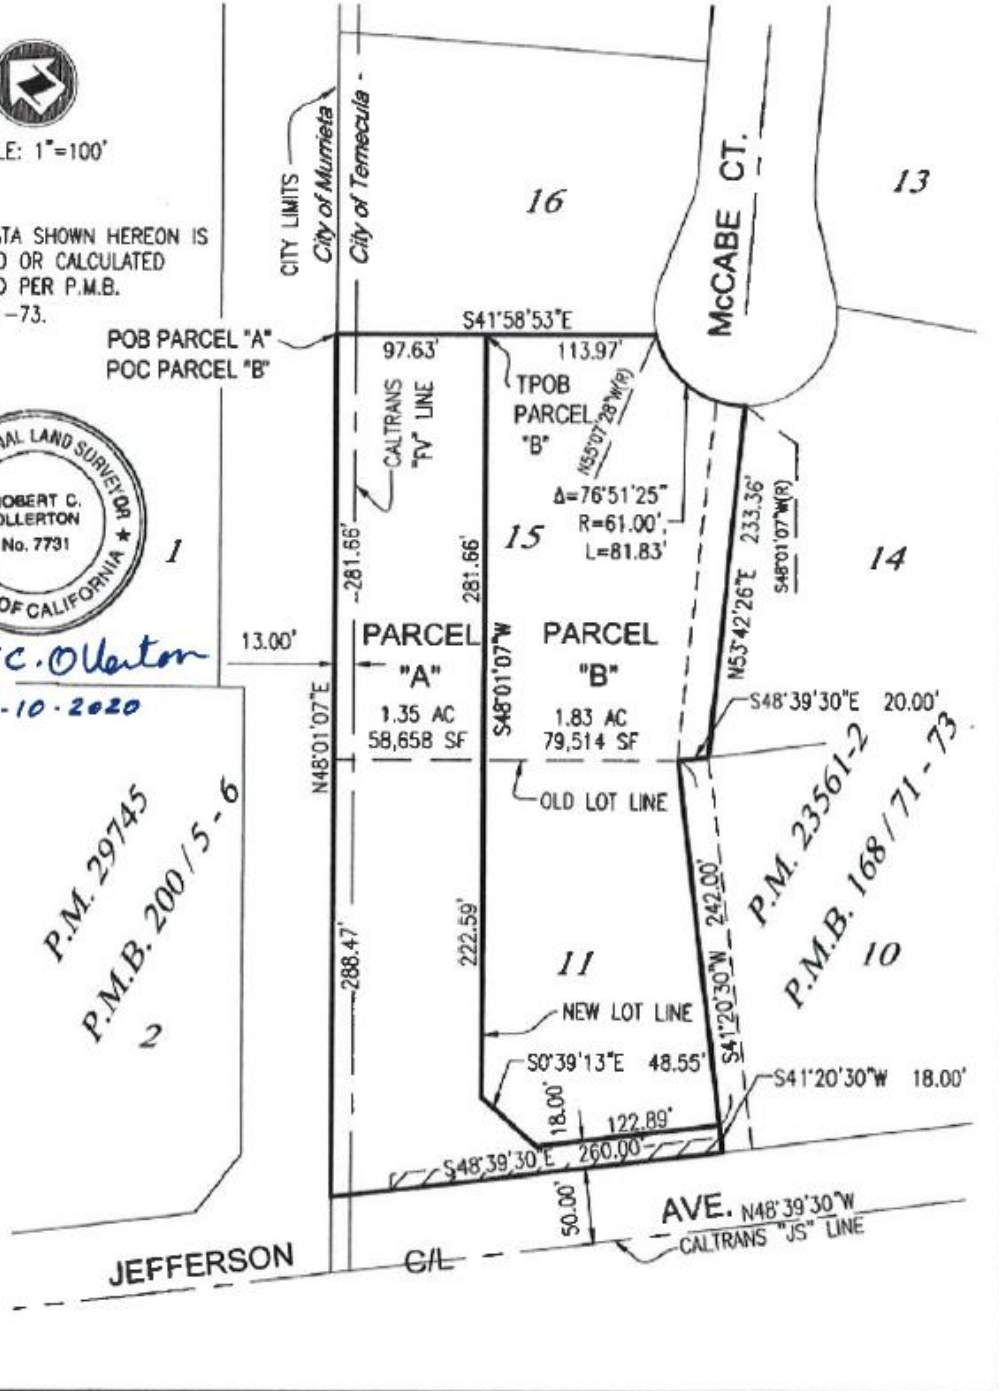 LE: 1"=100'
ATA SHOWN HEREON IS
D OR CALCULATED
D PER P.M.B.
-73.
CITY LIMITS
City of Murrieta
City of Temecula
16
McCABE CT.
13
S41°58'53"E
POB PARCEL "A"
POC PARCEL "B"
97.63'
113.97'
CALTRANS
"FV" LINE
TPOB
PARCEL
"B"
N55°07'28"W(R)
Δ=76°51'25"
R=61.00'
L=81.83'
NAL LAND SURVEYOR
ROBERT C.
OLLERTON
No. 7731
OF CALIFORNIA
C. Ollerton
-10-2020
1
281.66'
281.66'
15
N53°42'26"E 233.36'
S48°01'07"W(R)
14
13.00'
PARCEL
"A"
1.35 AC
58,658 SF
S48°01'07"W
PARCEL
"B"
1.83 AC
79,514 SF
S48°39'30"E 20.00'
N48°01'07"E
OLD LOT LINE
P.M. 29745
P.M.B. 200 / 5 - 6
2
P.M. 23561-2
P.M.B. 168 / 71 - 73
288.47'
222.59'
11
S41°20'30"W 242.00'
10
NEW LOT LINE
S0°39'13"E 48.55'
S41°20'30"W 18.00'
18.00'
122.89'
S48°39'30"E 260.00'
50.00'
JEFFERSON
AVE.
N48°39'30"W
C/L
CALTRANS "JS" LINE